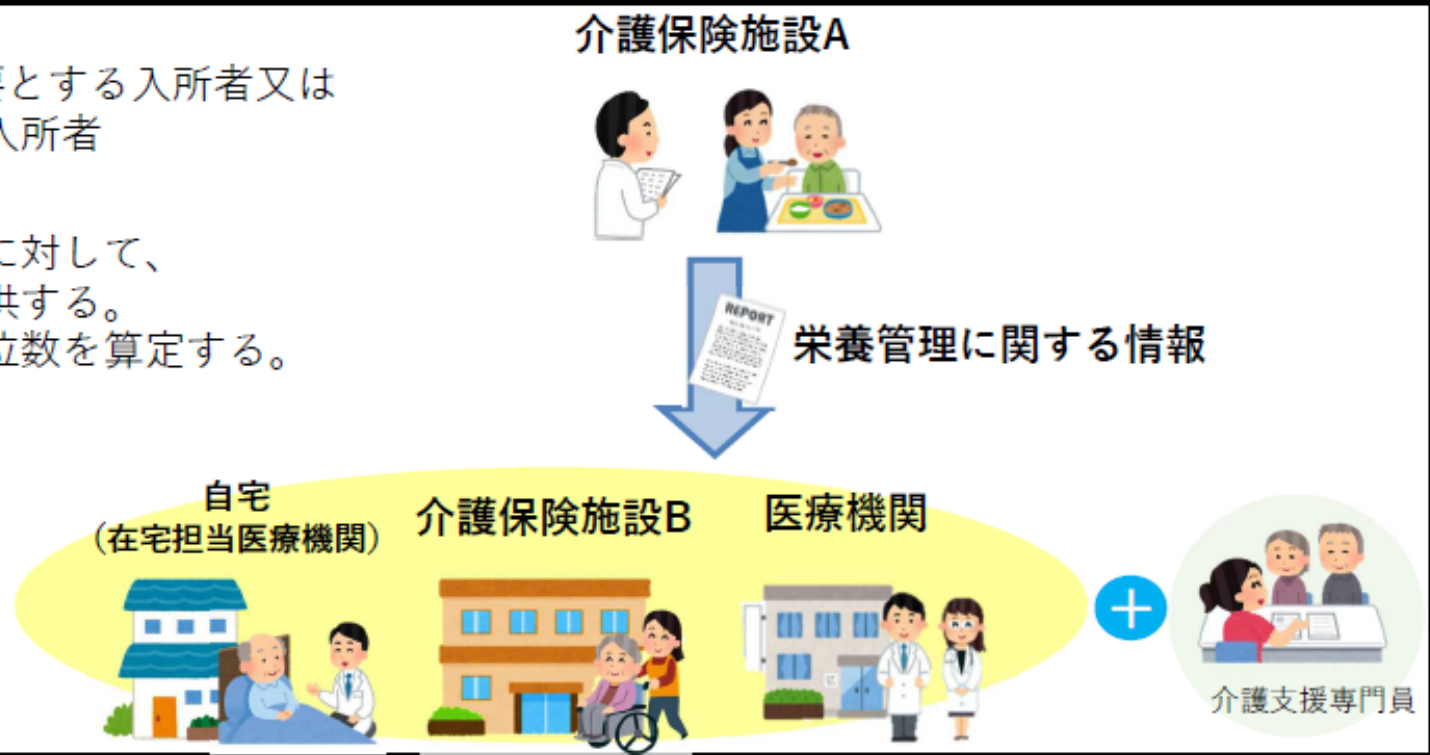 介護保険施設A
要とする入所者又は
入所者
に対して、
供する。
位数を算定する。
REPORT
栄養管理に関する情報
自宅
(在宅担当医療機関)
介護保険施設B
医療機関
介護支援専門員